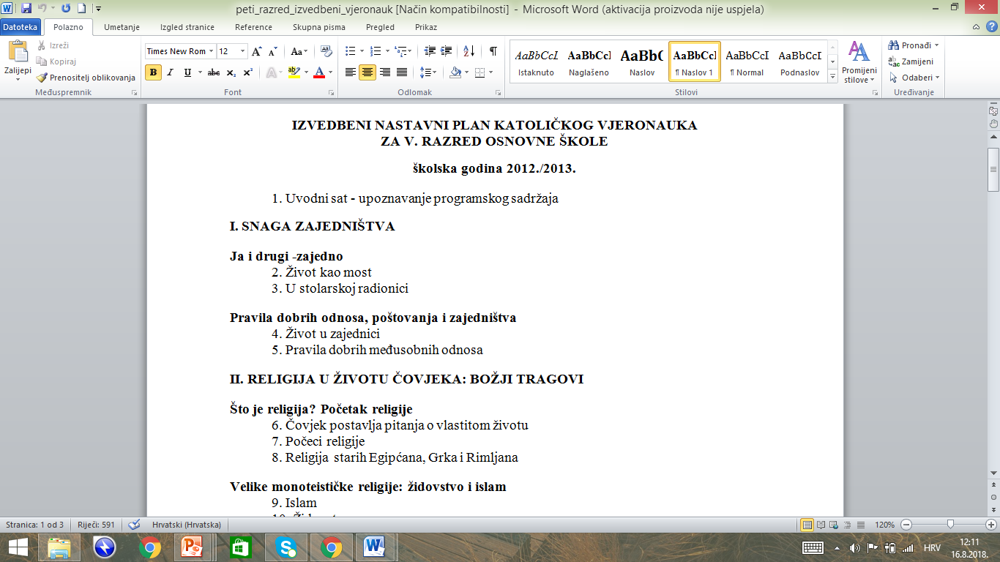 peti_razred_izvedbeni_vjeronauk [Način kompatibilnosti] - Microsoft Word (aktivacija proizvoda nije uspjela)
Datoteka Polazno Umetanje Izgled stranice Reference Skupna pisma Pregled Prikaz
Zalijepi
Izreži
Kopiraj
Prenositelj oblikovanja
Međuspremnik
Times New Rom 12
Font
Odlomak
AaBbCcL AaBbCcI AaBbC AaBbCcI AaBbCcI AaBbCcI
Istaknuto Naglašeno Naslov ¶ Naslov 1 ¶ Normal Podnaslov
Promijeni stilove
Stilovi
Pronađi
Zamijeni
Odaberi
Uređivanje
IZVEDBENI NASTAVNI PLAN KATOLIČKOG VJERONAUKA
ZA V. RAZRED OSNOVNE ŠKOLE
školska godina 2012./2013.
1. Uvodni sat - upoznavanje programskog sadržaja
I. SNAGA ZAJEDNIŠTVA
Ja i drugi -zajedno
2. Život kao most
3. U stolarskoj radionici
Pravila dobrih odnosa, poštovanja i zajedništva
4. Život u zajednici
5. Pravila dobrih međusobnih odnosa
II. RELIGIJA U ŽIVOTU ČOVJEKA: BOŽJI TRAGOVI
Što je religija? Početak religije
6. Čovjek postavlja pitanja o vlastitom životu
7. Počeci religije
8. Religija starih Egipćana, Grka i Rimljana
Velike monoteističke religije: židovstvo i islam
9. Islam
Stranica: 1 od 3 Riječi: 591 Hrvatski (Hrvatska) 120%
HRV
12:11
16.8.2018.